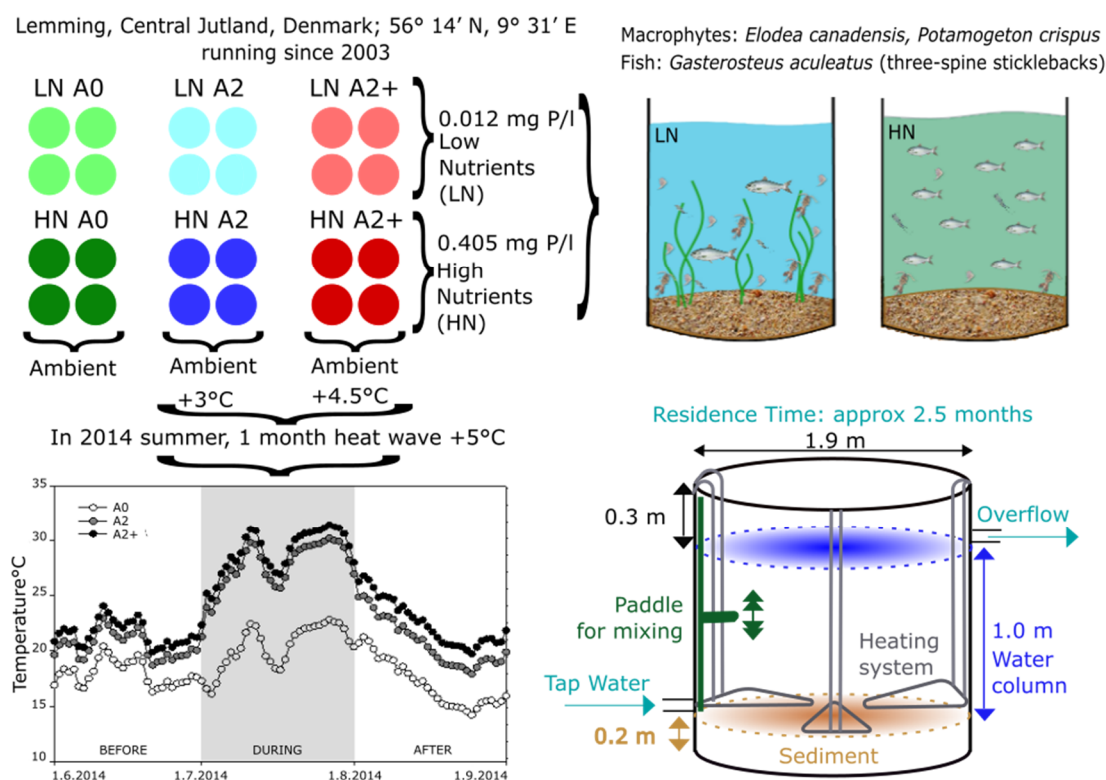 Lemming, Central Jutland, Denmark; 56° 14’ N, 9° 31’ E
running since 2003
LN A0
LN A2
LN A2+
0.012 mg P/l
Low
Nutrients
(LN)
HN A0
HN A2
HN A2+
0.405 mg P/l
High
Nutrients
(HN)
Ambient
Ambient
+3°C
Ambient
+4.5°C
In 2014 summer, 1 month heat wave +5°C
Macrophytes: Elodea canadensis, Potamogeton crispus
Fish: Gasterosteus aculeatus (three-spine sticklebacks)
LN
HN
Temperature°C
35
30
25
20
15
10
A0
A2
A2+
BEFORE
DURING
AFTER
1.6.2014
1.7.2014
1.8.2014
1.9.2014
Residence Time: approx 2.5 months
1.9 m
0.3 m
Overflow
Paddle
for mixing
Heating
system
1.0 m
Water
column
Tap Water
0.2 m
Sediment